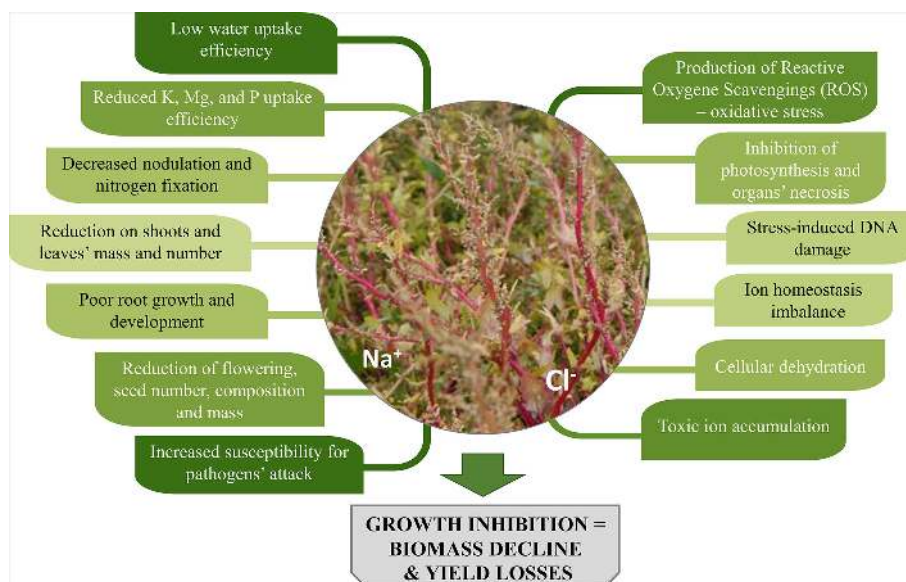 Low water uptake
efficiency
Reduced K, Mg, and P uptake
efficiency
Decreased nodulation and
nitrogen fixation
Reduction on shoots and
leaves' mass and number
Poor root growth and
development
Reduction of flowering,
seed number, composition
and mass
Increased susceptibility for
pathogens' attack
Production of Reactive
Oxygene Scavengings (ROS)
– oxidative stress
Inhibition of
photosynthesis and
organs' necrosis
Stress-induced DNA
damage
Ion homeostasis
imbalance
Cellular dehydration
Toxic ion accumulation
Na⁺
Cl⁻
GROWTH INHIBITION =
BIOMASS DECLINE
& YIELD LOSSES